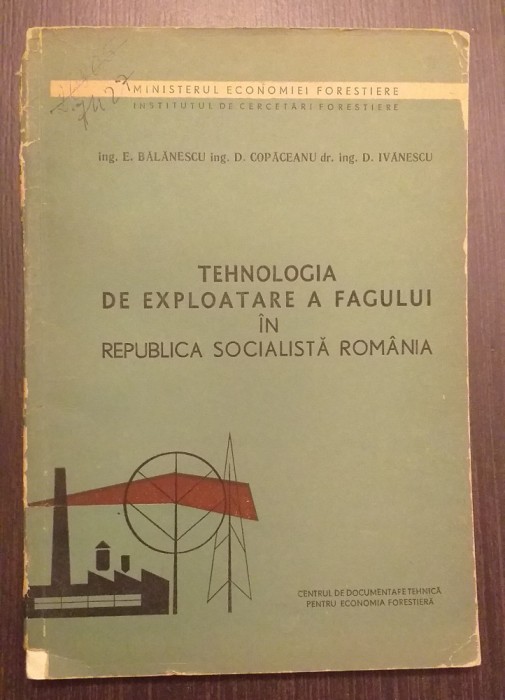 MINISTERUL ECONOMIEI FORESTIERE
INSTITUTUL DE CERCETĂRI FORESTIERE
ing. E. BĂLĂNESCU ing. D. COPĂCEANU dr. ing. D. IVĂNESCU
TEHNOLOGIA
DE EXPLOATARE A FAGULUI
ÎN
REPUBLICA SOCIALISTĂ ROMÂNIA
CENTRUL DE DOCUMENTARE TEHNICĂ
PENTRU ECONOMIA FORESTIERĂ